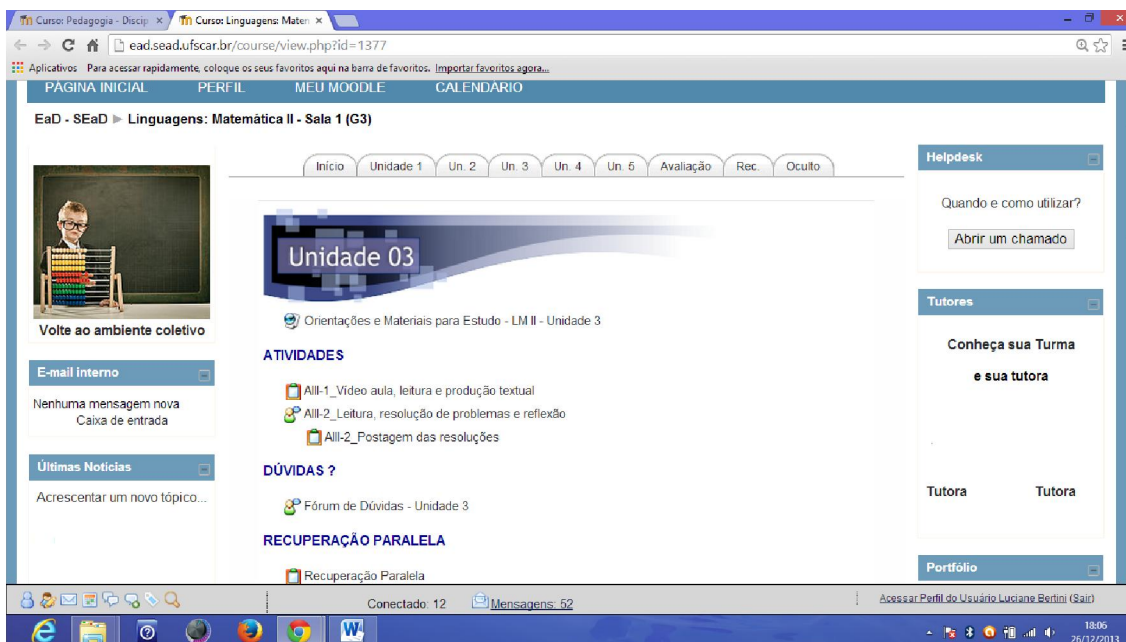 Curso: Pedagogia - Discip
Curso: Linguagens: Matem
ead.sead.ufscar.br/course/view.php?id=1377
Aplicativos Para acessar rapidamente, coloque os seus favoritos aqui na barra de favoritos. Importar favoritos agora...
PÁGINA INICIAL PERFIL MEU MOODLE CALENDÁRIO
EaD - SEaD ► Linguagens: Matemática II - Sala 1 (G3)
Volte ao ambiente coletivo
E-mail interno
Nenhuma mensagem nova
Caixa de entrada
Últimas Notícias
Acrescentar um novo tópico...
Início Unidade 1 Un. 2 Un. 3 Un. 4 Un. 5 Avaliação Rec. Oculto
Unidade 03
Orientações e Materiais para Estudo - LM II - Unidade 3
ATIVIDADES
AIII-1_Vídeo aula, leitura e produção textual
AIII-2_Leitura, resolução de problemas e reflexão
AIII-2_Postagem das resoluções
DÚVIDAS ?
Fórum de Dúvidas - Unidade 3
RECUPERAÇÃO PARALELA
Recuperação Paralela
Helpdesk
Quando e como utilizar?
Abrir um chamado
Tutores
Conheça sua Turma
e sua tutora
Tutora Tutora
Portfólio
Conectado: 12 Mensagens: 52
Acessar Perfil do Usuário Luciane Bertini (Sair)
18:06
26/12/2013